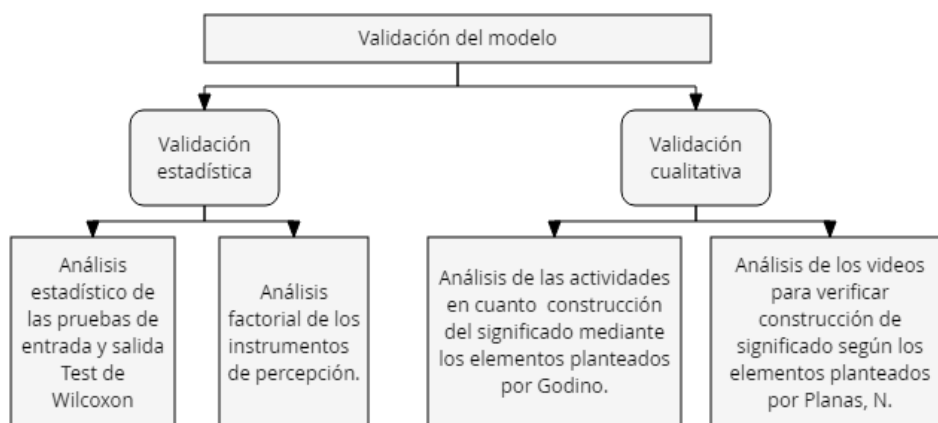 Validación del modelo
Validación
estadística
Validación
cualitativa
Análisis
estadístico de
las pruebas de
entrada y salida
Test de
Wilcoxon
Análisis
factorial de los
instrumentos
de percepción.
Análisis de las actividades
en cuanto construcción
del significado mediante
los elementos planteados
por Godino.
Análisis de los videos
para verificar
construcción de
significado según los
elementos planteados
por Planas, N.